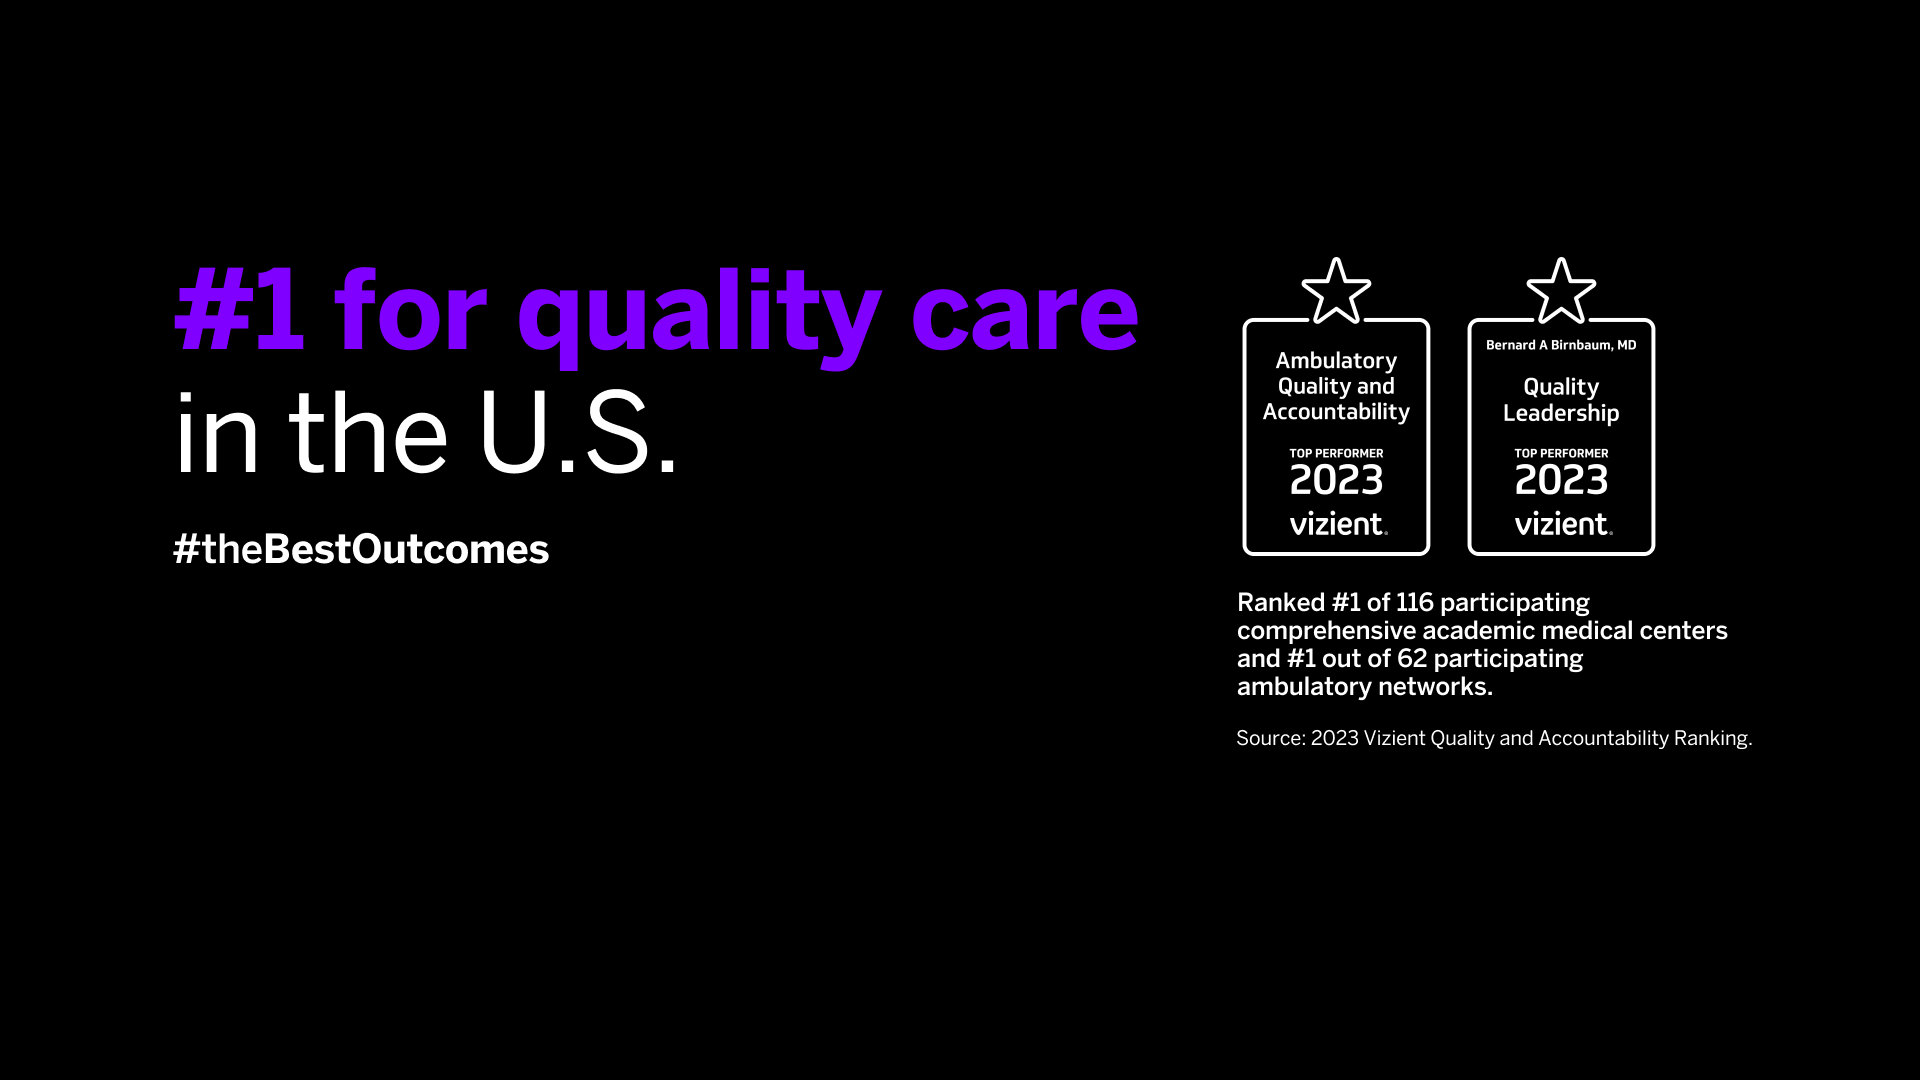 #1 for quality care
in the U.S.
#theBestOutcomes
Ambulatory
Quality and
Accountability
TOP PERFORMER
2023
vizient®
Bernard A Birnbaum, MD
Quality
Leadership
TOP PERFORMER
2023
vizient®
Ranked #1 of 116 participating
comprehensive academic medical centers
and #1 out of 62 participating
ambulatory networks.
Source: 2023 Vizient Quality and Accountability Ranking.